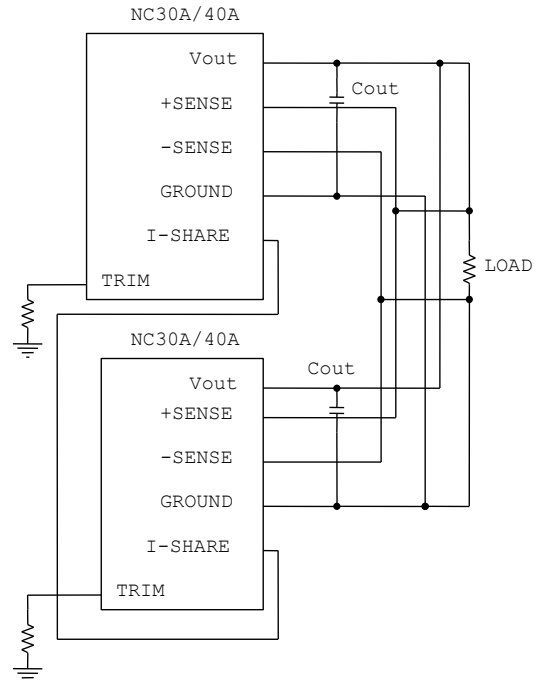 NC30A/40A
Vout
Cout
+SENSE
-SENSE
GROUND
I-SHARE
LOAD
TRIM
NC30A/40A
Cout
Vout
+SENSE
-SENSE
GROUND
I-SHARE
TRIM